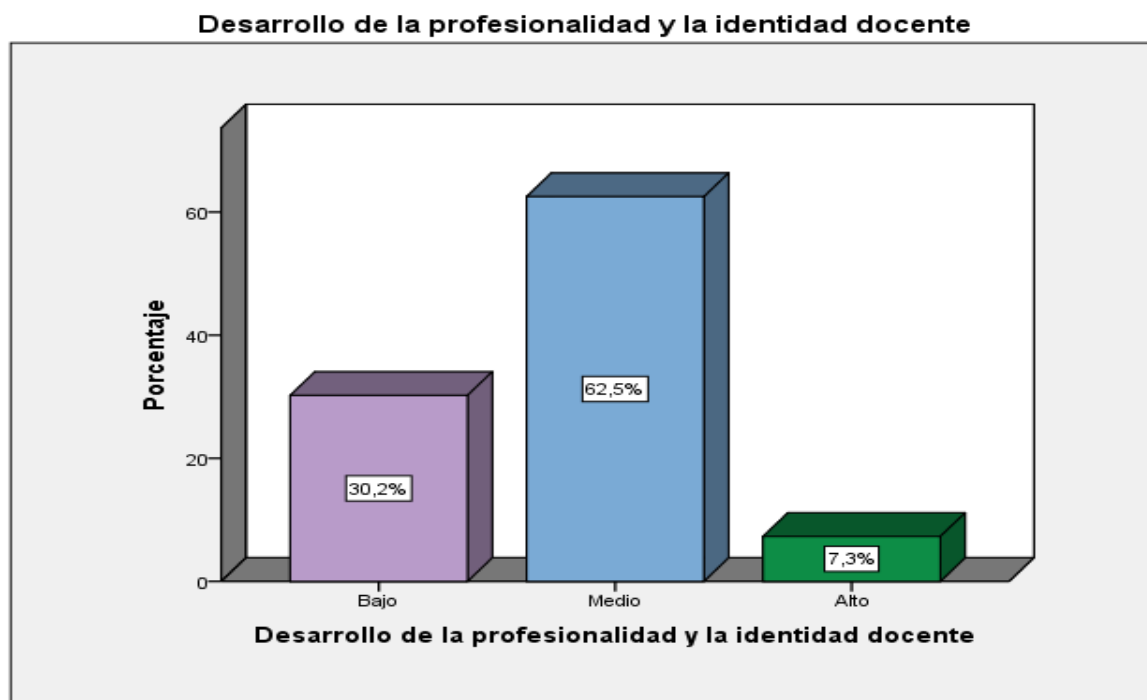 Desarrollo de la profesionalidad y la identidad docente
Porcentaje
60
40
20
0
30,2%
62,5%
7,3%
Bajo
Medio
Alto
Desarrollo de la profesionalidad y la identidad docente